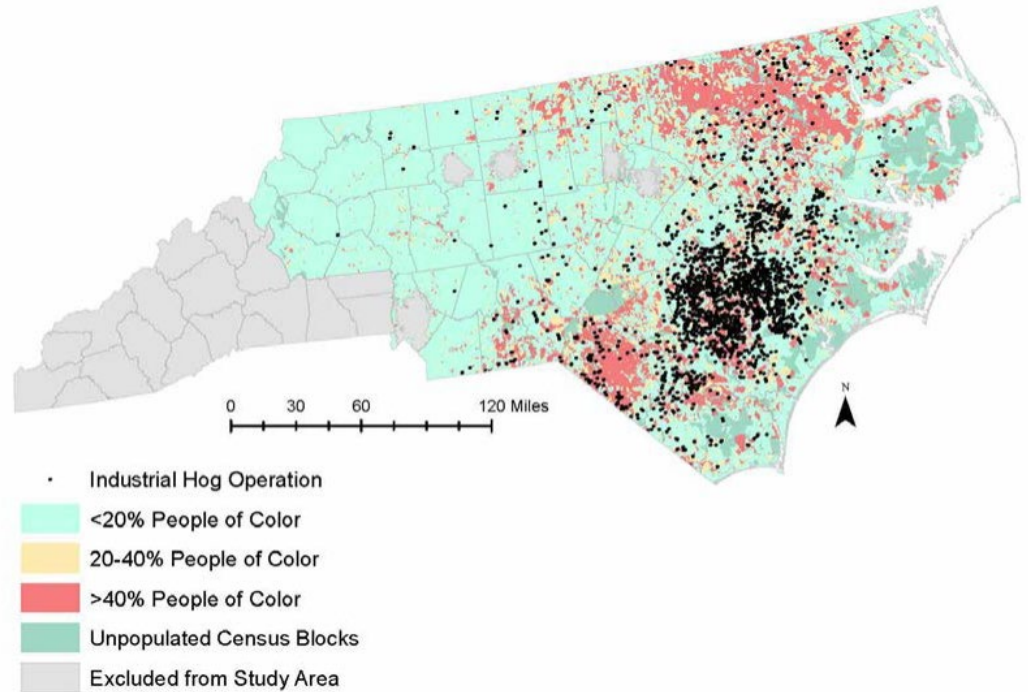 N
0 30 60 120 Miles
Industrial Hog Operation
<20% People of Color
20-40% People of Color
>40% People of Color
Unpopulated Census Blocks
Excluded from Study Area